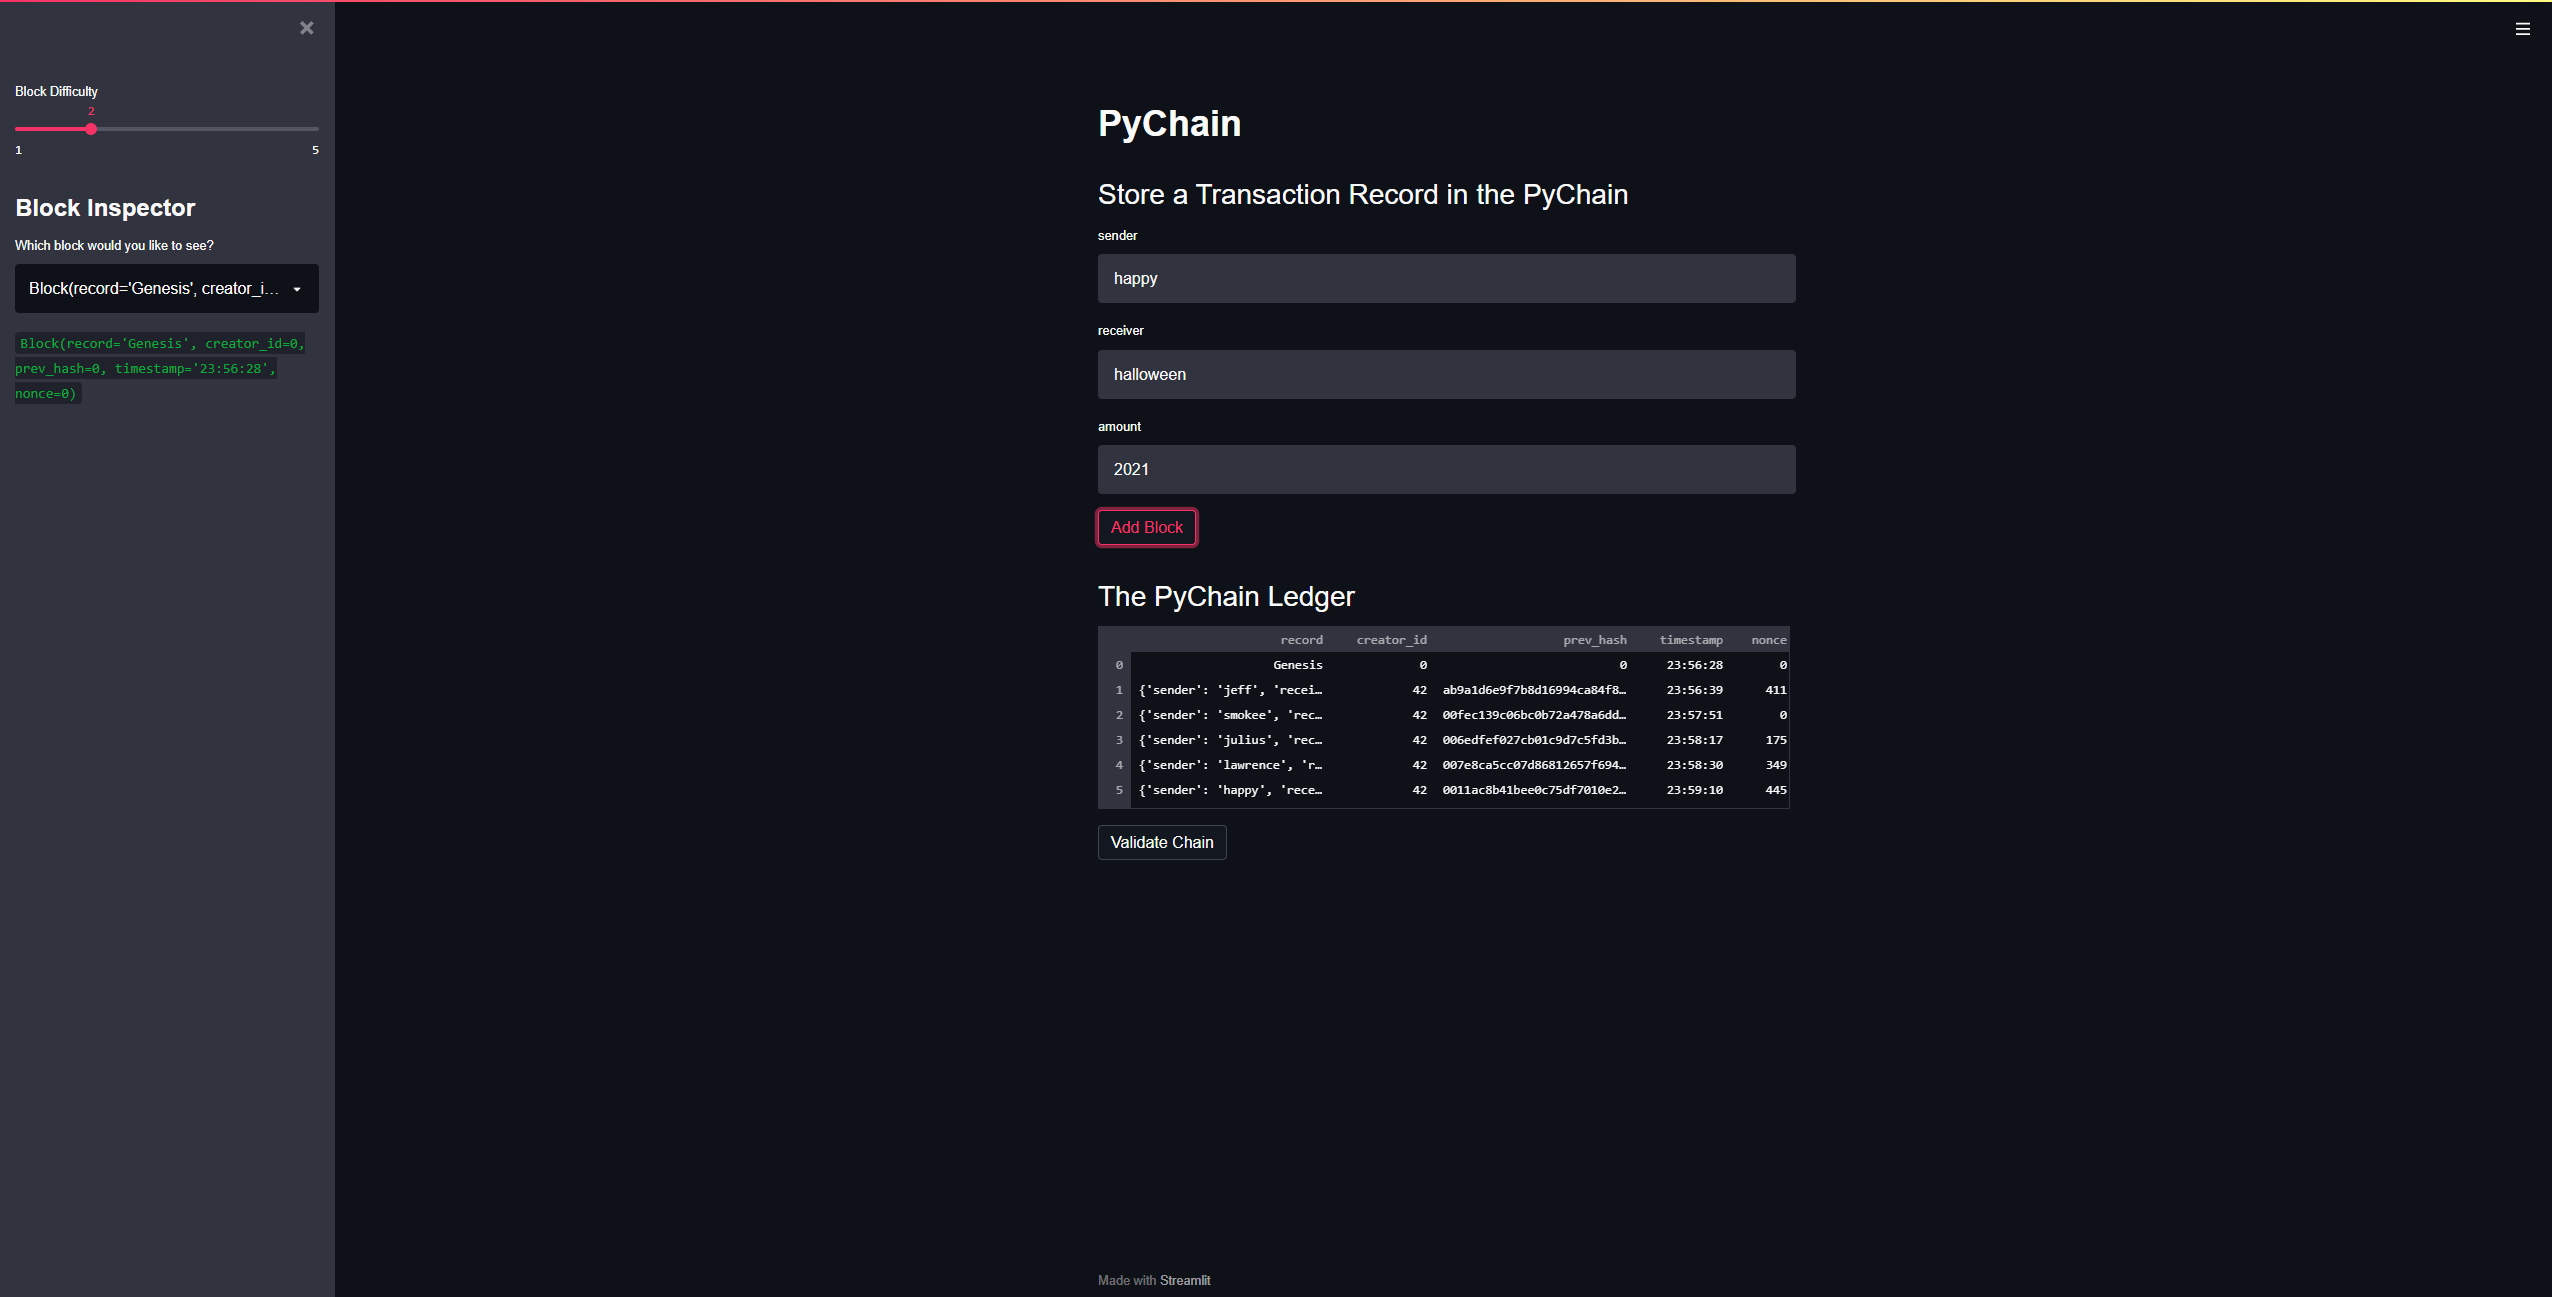 Block Difficulty
2
1 5
Block Inspector
Which block would you like to see?
Block(record='Genesis', creator_i...
Block(record='Genesis', creator_id=0,
prev_hash=0, timestamp='23:56:28',
nonce=0)
PyChain
Store a Transaction Record in the PyChain
sender
happy
receiver
halloween
amount
2021
Add Block
The PyChain Ledger
record creator_id prev_hash timestamp nonce
0 Genesis 0 0 23:56:28 0
1 {'sender': 'jeff', 'recei… 42 ab9a1d6e9f7b8d16994ca84f8… 23:56:39 411
2 {'sender': 'smokee', 'rec… 42 00fec139c06bc0b72a478a6dd… 23:57:51 0
3 {'sender': 'julius', 'rec… 42 006edfef027cb01c9d7c5fd3b… 23:58:17 175
4 {'sender': 'lawrence', 'r… 42 007e8ca5cc07d86812657f694… 23:58:30 349
5 {'sender': 'happy', 'rece… 42 0011ac8b41bee0c75df7010e2… 23:59:10 445
Validate Chain
Made with Streamlit